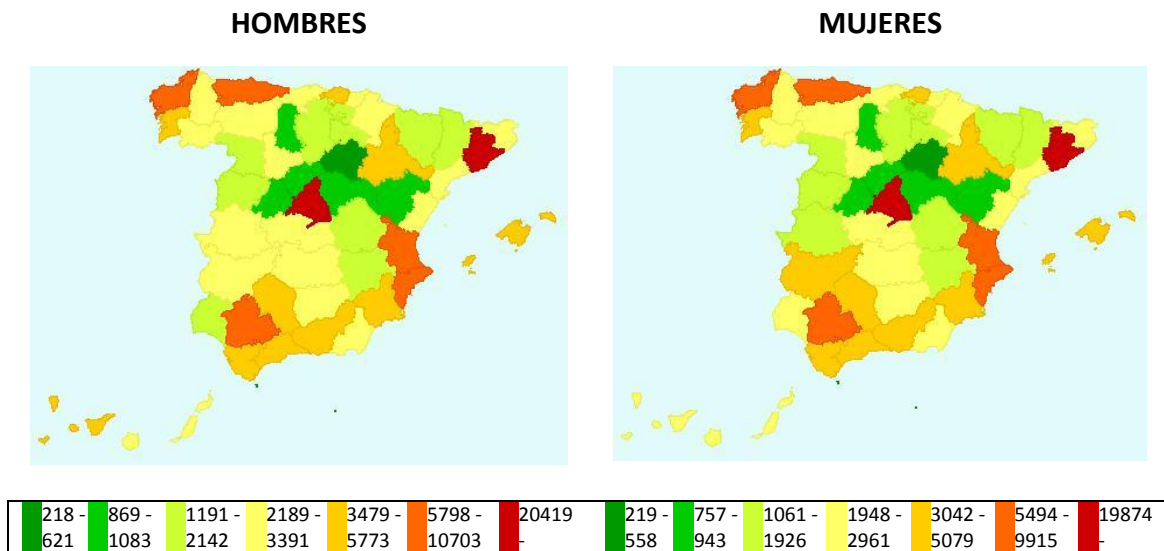 HOMBRES MUJERES
218 - 869 - 1191 - 2189 - 3479 - 5798 - 20419 219 - 757 - 1061 - 1948 - 3042 - 5494 - 19874
621 1083 2142 3391 5773 10703 - 558 943 1926 2961 5079 9915 -